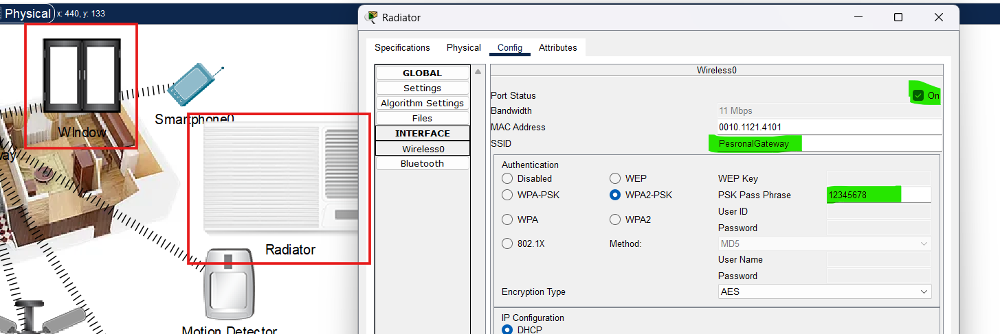 Physical x: 440, y: 133
Window
Smartphone0
way
Radiator
Motion Detector
Radiator
Specifications Physical Config Attributes
GLOBAL
Settings
Algorithm Settings
Files
INTERFACE
Wireless0
Bluetooth
Wireless0
Port Status On
Bandwidth 11 Mbps
MAC Address 0010.1121.4101
SSID PesronalGateway
Authentication
Disabled WEP WEP Key
WPA-PSK WPA2-PSK PSK Pass Phrase 12345678
User ID
WPA WPA2
Password
802.1X Method: MD5
User Name
Password
Encryption Type AES
IP Configuration
DHCP